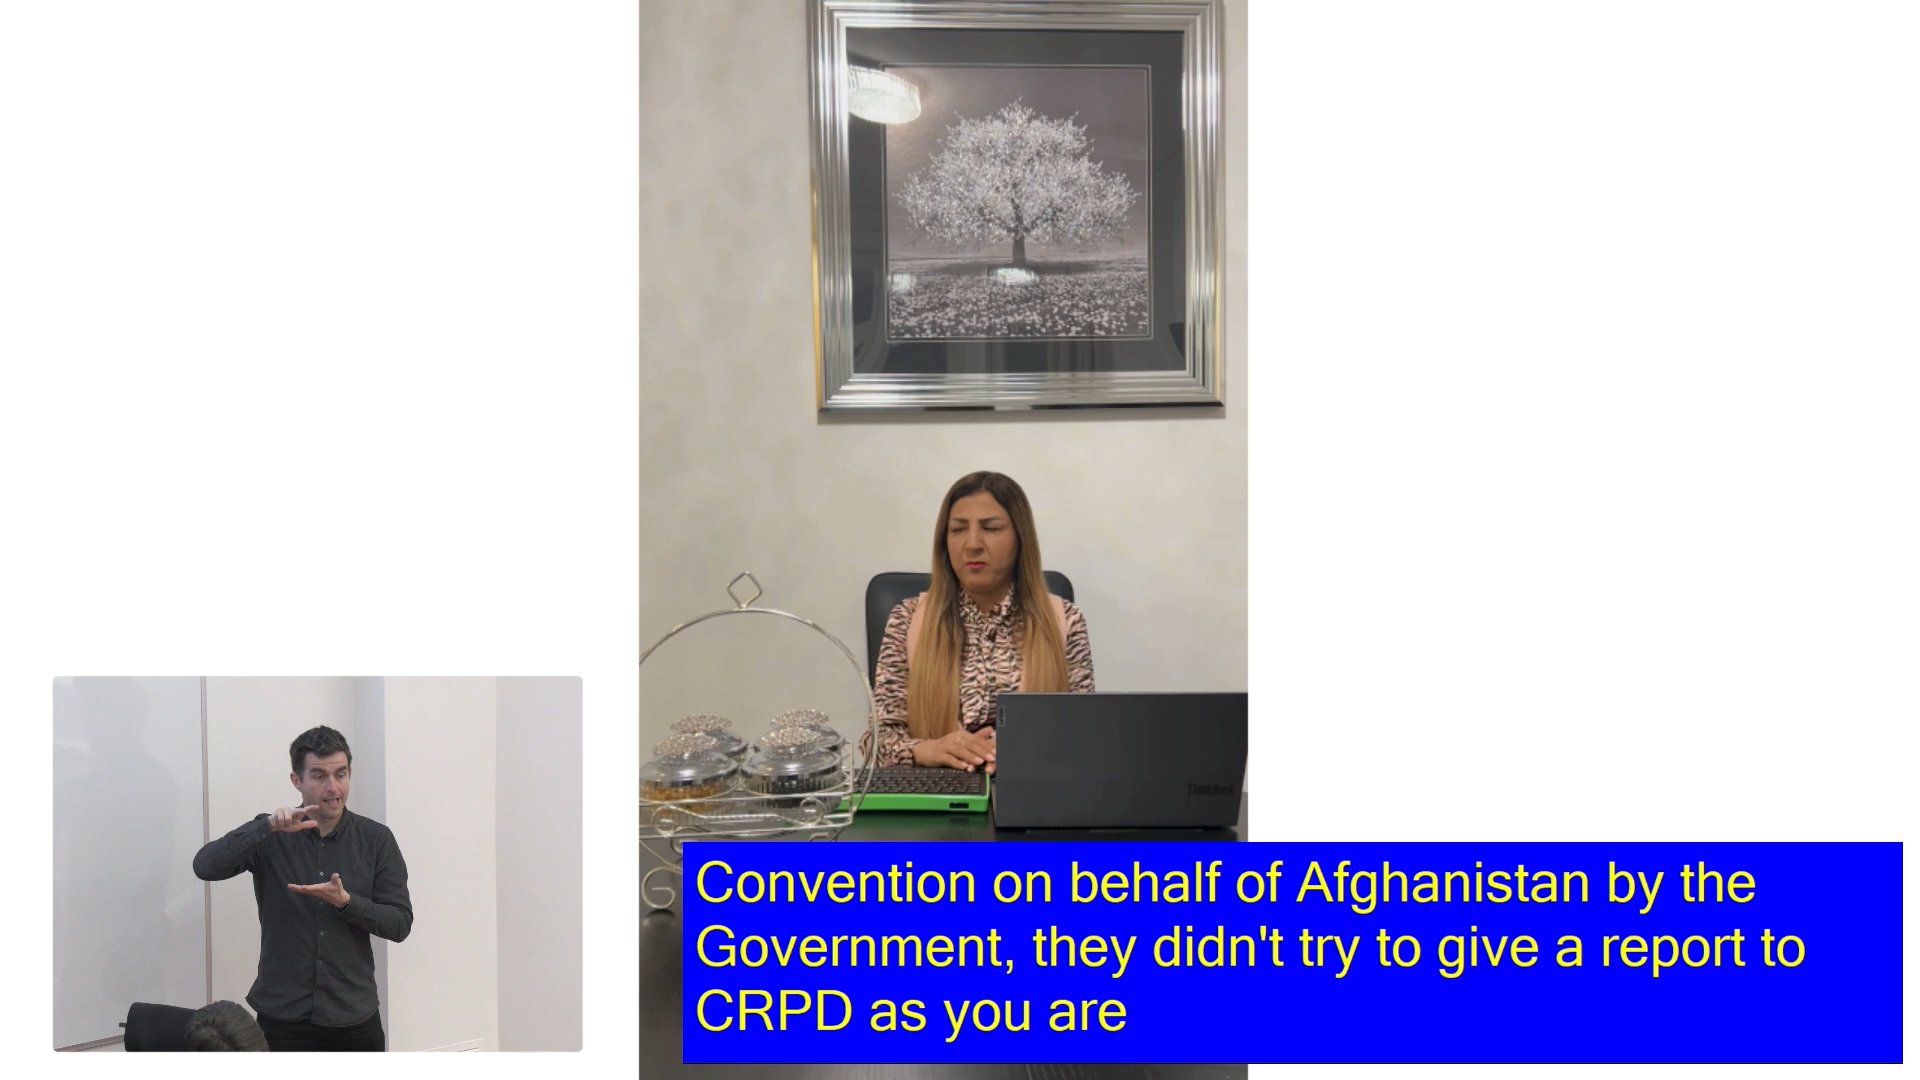 ThinkBook
Convention on behalf of Afghanistan by the
Government, they didn't try to give a report to
CRPD as you are